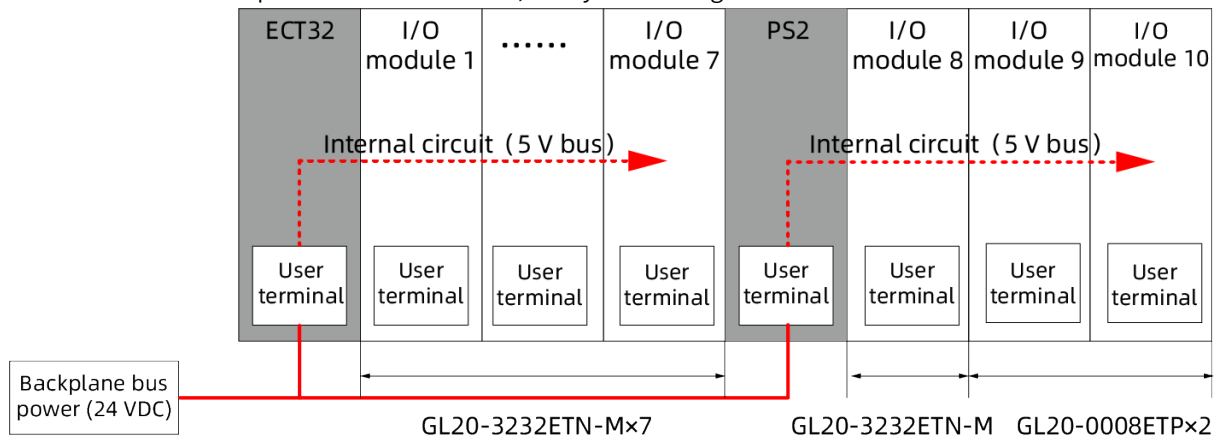 ECT32
I/O
module 1
......
I/O
module 7
PS2
I/O
module 8
I/O
module 9
I/O
module 10
Internal circuit (5 V bus)
Internal circuit (5 V bus)
User
terminal
User
terminal
User
terminal
User
terminal
User
terminal
User
terminal
User
terminal
User
terminal
Backplane bus
power (24 VDC)
GL20-3232ETN-M×7
GL20-3232ETN-M
GL20-0008ETP×2